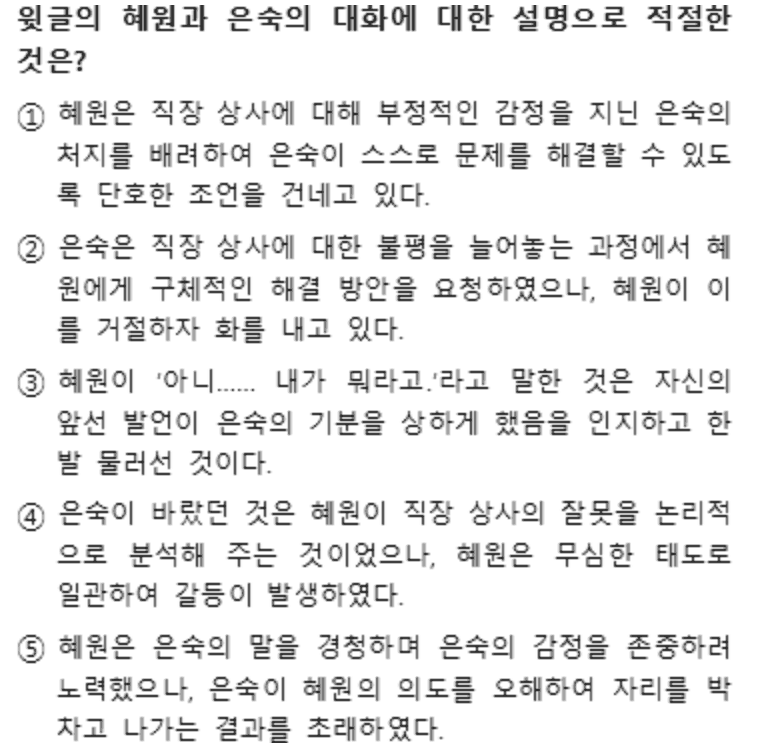 윗글의 혜원과 은숙의 대화에 대한 설명으로 적절한
것은?
① 혜원은 직장 상사에 대해 부정적인 감정을 지닌 은숙의
처지를 배려하여 은숙이 스스로 문제를 해결할 수 있도
록 단호한 조언을 건네고 있다.
② 은숙은 직장 상사에 대한 불평을 늘어놓는 과정에서 혜
원에게 구체적인 해결 방안을 요청하였으나, 혜원이 이
를 거절하자 화를 내고 있다.
③ 혜원이 '아니...... 내가 뭐라고.'라고 말한 것은 자신의
앞선 발언이 은숙의 기분을 상하게 했음을 인지하고 한
발 물러선 것이다.
④ 은숙이 바랐던 것은 혜원이 직장 상사의 잘못을 논리적
으로 분석해 주는 것이었으나, 혜원은 무심한 태도로
일관하여 갈등이 발생하였다.
⑤ 혜원은 은숙의 말을 경청하며 은숙의 감정을 존중하려
노력했으나, 은숙이 혜원의 의도를 오해하여 자리를 박
차고 나가는 결과를 초래하였다.